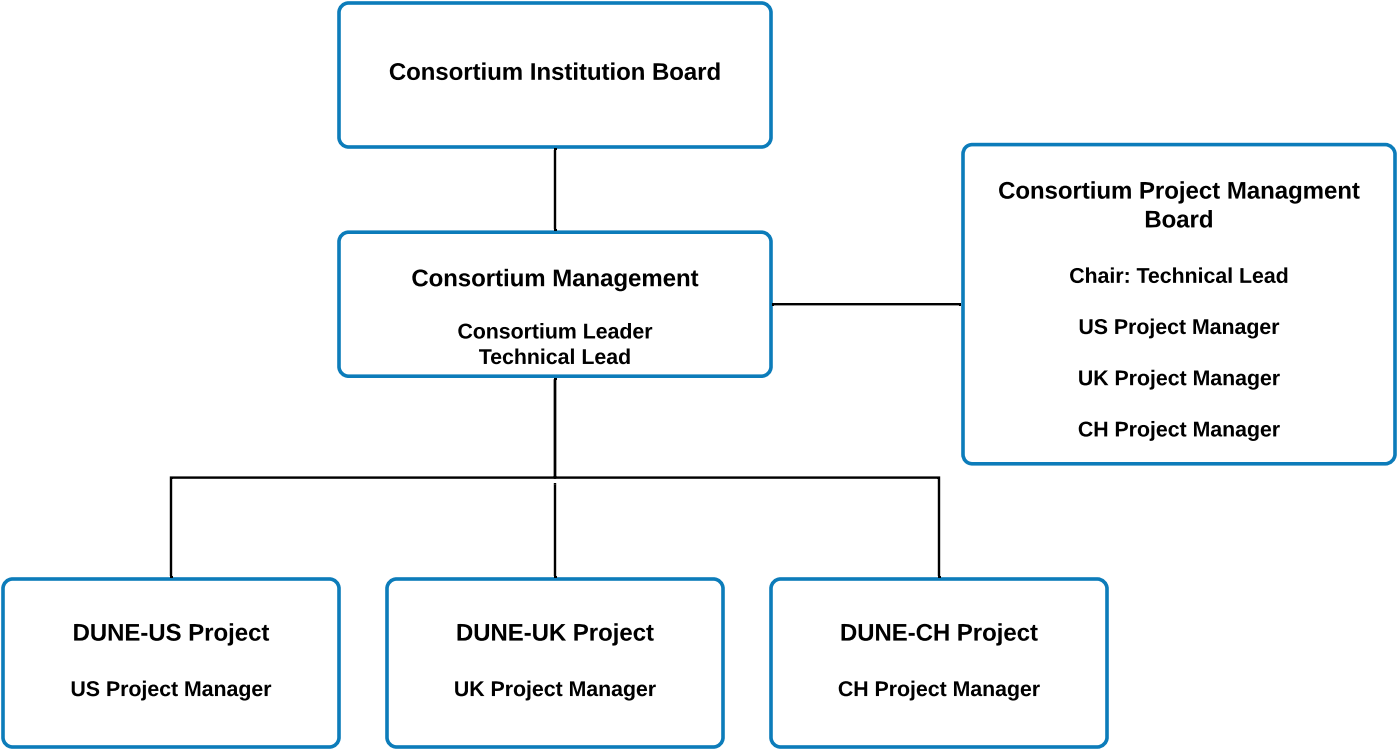 Consortium Institution Board
Consortium Project Managment
Board
Chair: Technical Lead
US Project Manager
UK Project Manager
CH Project Manager
Consortium Management
Consortium Leader
Technical Lead
DUNE-US Project
US Project Manager
DUNE-UK Project
UK Project Manager
DUNE-CH Project
CH Project Manager